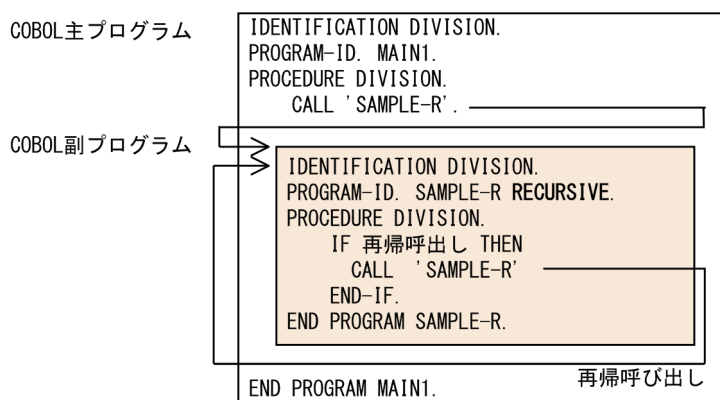 COBOL主プログラム
IDENTIFICATION DIVISION.
PROGRAM-ID. MAIN1.
PROCEDURE DIVISION.
CALL 'SAMPLE-R'.
COBOL副プログラム
IDENTIFICATION DIVISION.
PROGRAM-ID. SAMPLE-R RECURSIVE.
PROCEDURE DIVISION.
IF 再帰呼出し THEN
CALL 'SAMPLE-R'
END-IF.
END PROGRAM SAMPLE-R.
再帰呼び出し
END PROGRAM MAIN1.